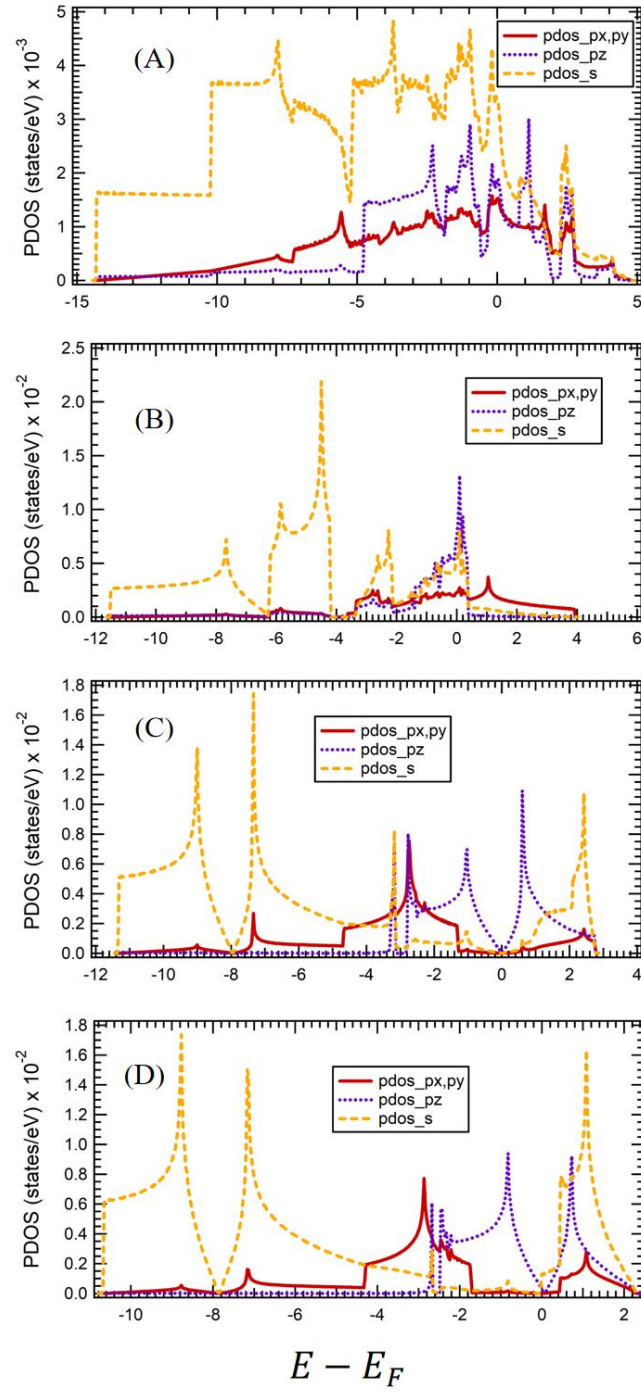 (A)
pdos_px,py
pdos_pz
pdos_s
PDOS (states/eV) x 10⁻³
5
4
3
2
1
0
-15 -10 -5 0 5
(B)
pdos_px,py
pdos_pz
pdos_s
PDOS (states/eV) x 10⁻²
2.5
2.0
1.5
1.0
0.5
0.0
-12 -10 -8 -6 -4 -2 0 2 4 6
(C)
pdos_px,py
pdos_pz
pdos_s
PDOS (states/eV) x 10⁻²
1.8
1.6
1.4
1.2
1.0
0.8
0.6
0.4
0.2
0.0
-12 -10 -8 -6 -4 -2 0 2 4
(D)
pdos_px,py
pdos_pz
pdos_s
PDOS (states/eV) x 10⁻²
1.8
1.6
1.4
1.2
1.0
0.8
0.6
0.4
0.2
0.0
-10 -8 -6 -4 -2 0 2
E − E_F